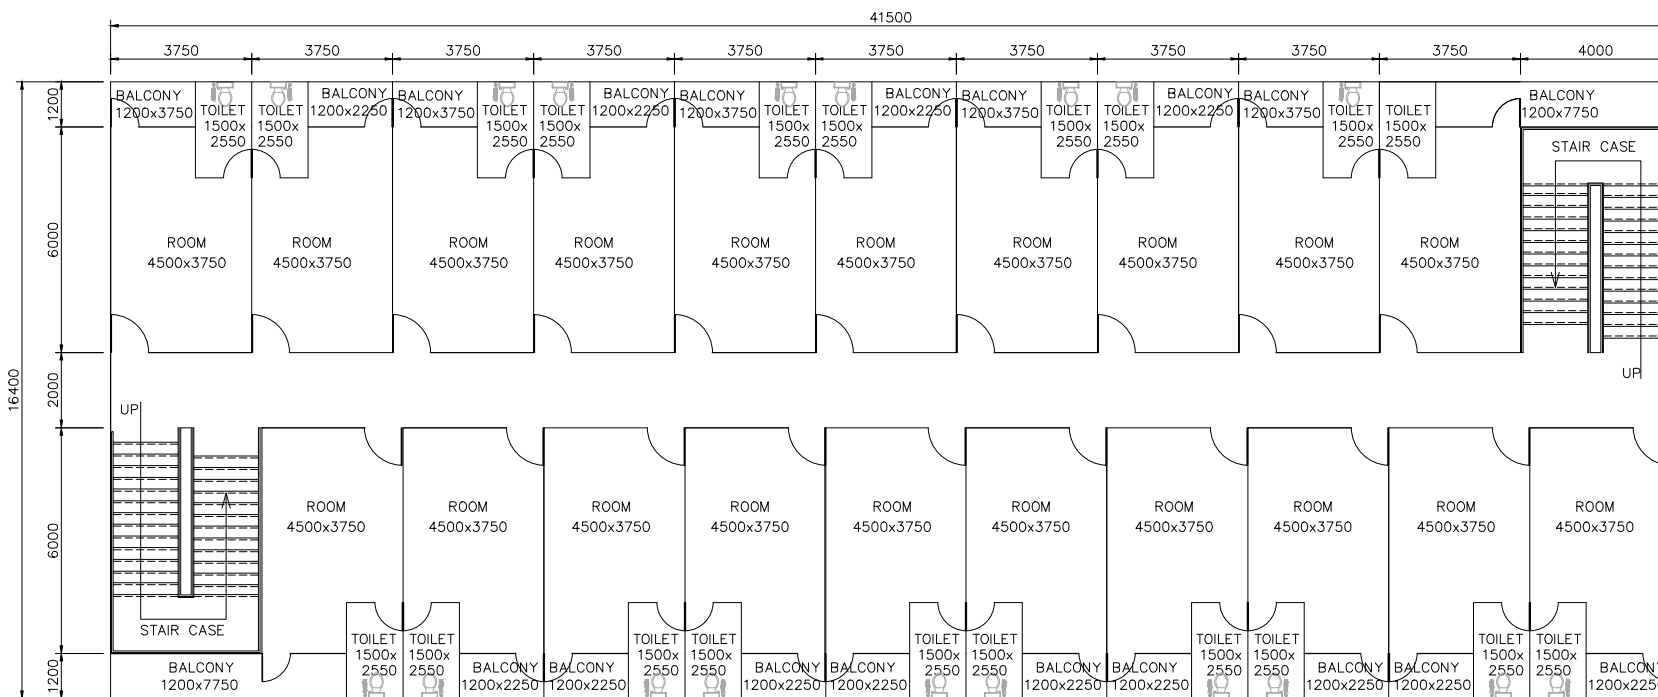 41500
3750
3750
3750
3750
3750
3750
3750
3750
3750
3750
4000
16400
1200
6000
2000
6000
1200
BALCONY
1200x3750
TOILET
1500x
2550
TOILET
1500x
2550
BALCONY
1200x2250
BALCONY
1200x3750
TOILET
1500x
2550
TOILET
1500x
2550
BALCONY
1200x2250
BALCONY
1200x3750
TOILET
1500x
2550
TOILET
1500x
2550
BALCONY
1200x2250
BALCONY
1200x3750
TOILET
1500x
2550
TOILET
1500x
2550
BALCONY
1200x2250
BALCONY
1200x3750
TOILET
1500x
2550
TOILET
1500x
2550
BALCONY
1200x7750
STAIR CASE
ROOM
4500x3750
ROOM
4500x3750
ROOM
4500x3750
ROOM
4500x3750
ROOM
4500x3750
ROOM
4500x3750
ROOM
4500x3750
ROOM
4500x3750
ROOM
4500x3750
ROOM
4500x3750
UP
UP
ROOM
4500x3750
ROOM
4500x3750
ROOM
4500x3750
ROOM
4500x3750
ROOM
4500x3750
ROOM
4500x3750
ROOM
4500x3750
ROOM
4500x3750
ROOM
4500x3750
ROOM
4500x3750
STAIR CASE
BALCONY
1200x7750
TOILET
1500x
2550
TOILET
1500x
2550
BALCONY
1200x2250
BALCONY
1200x2250
TOILET
1500x
2550
TOILET
1500x
2550
BALCONY
1200x2250
BALCONY
1200x2250
TOILET
1500x
2550
TOILET
1500x
2550
BALCONY
1200x2250
BALCONY
1200x2250
TOILET
1500x
2550
TOILET
1500x
2550
BALCONY
1200x2250
BALCONY
1200x2250
TOILET
1500x
2550
TOILET
1500x
2550